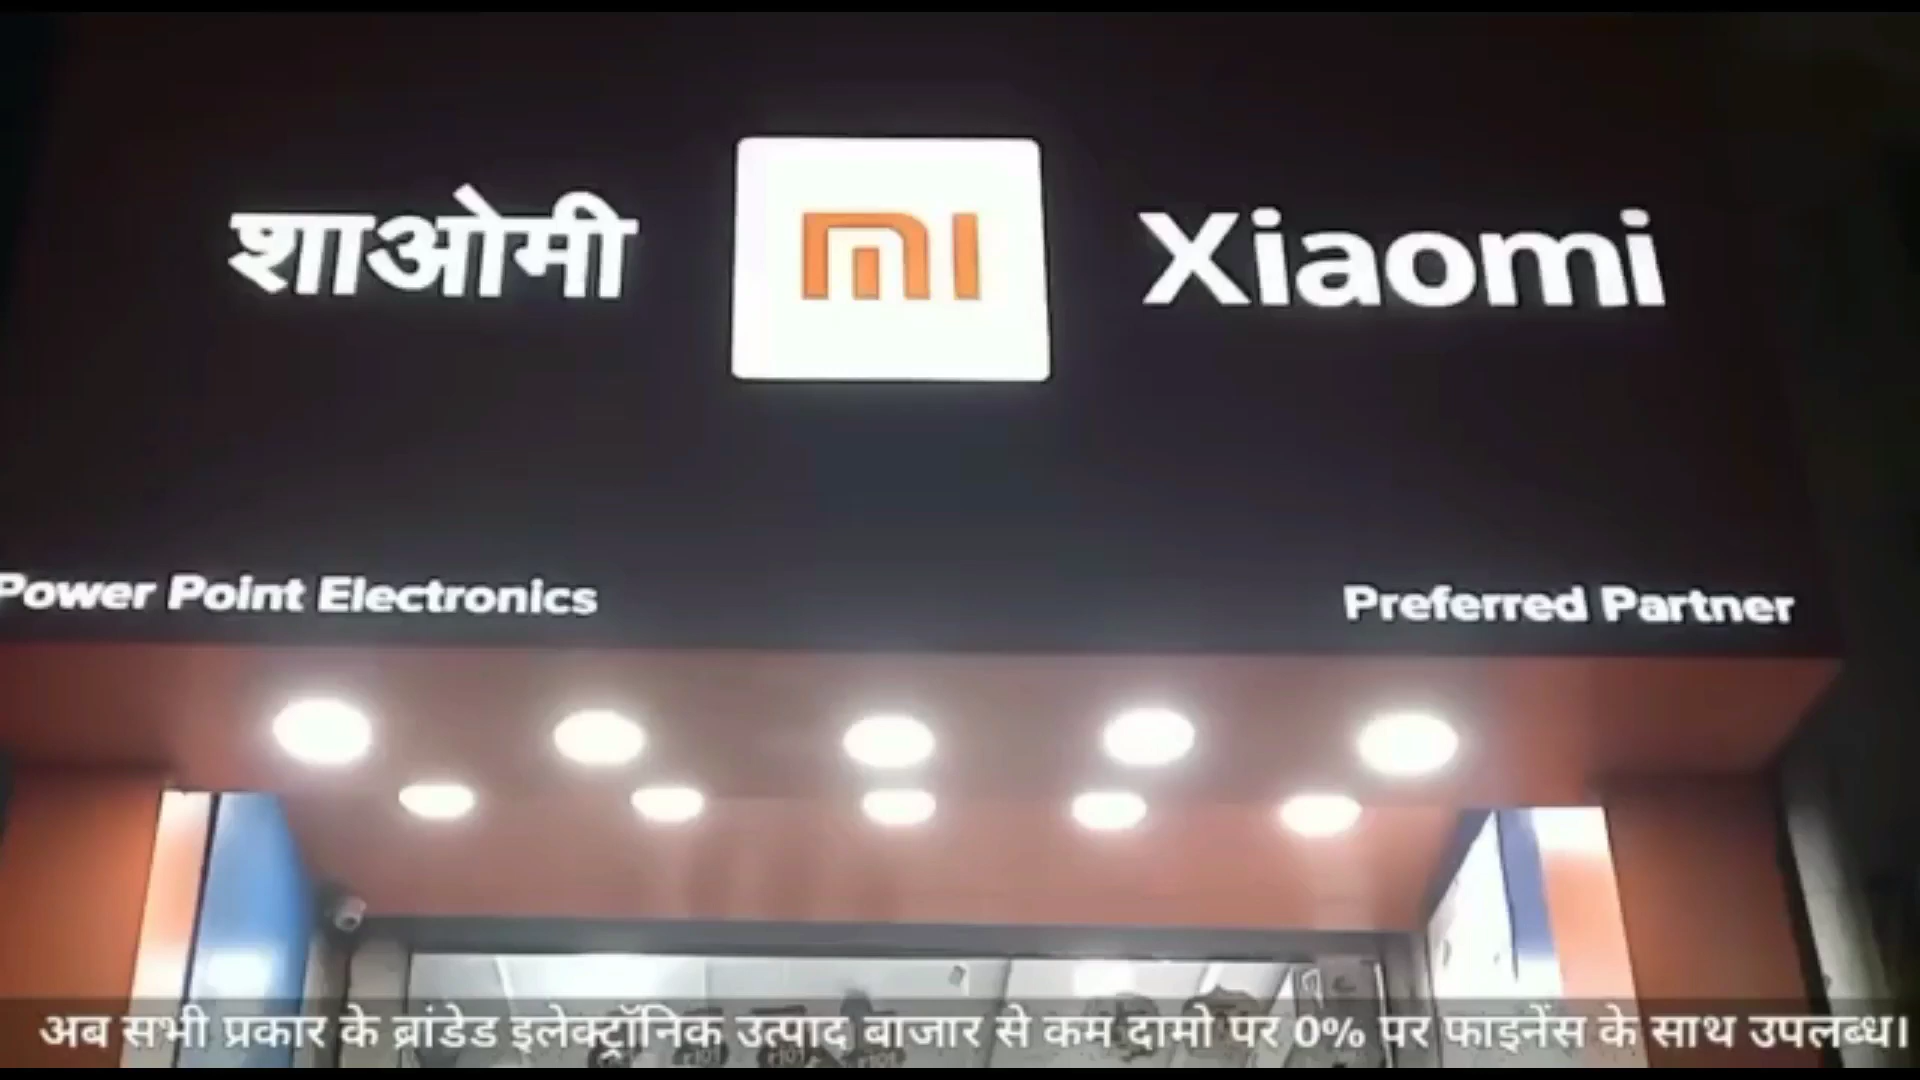 शाओमी mi Xiaomi
Power Point Electronics Preferred Partner
अब सभी प्रकार के ब्रांडेड इलेक्ट्रॉनिक उत्पाद बाजार से कम दामो पर 0% पर फाइनेंस के साथ उपलब्ध।